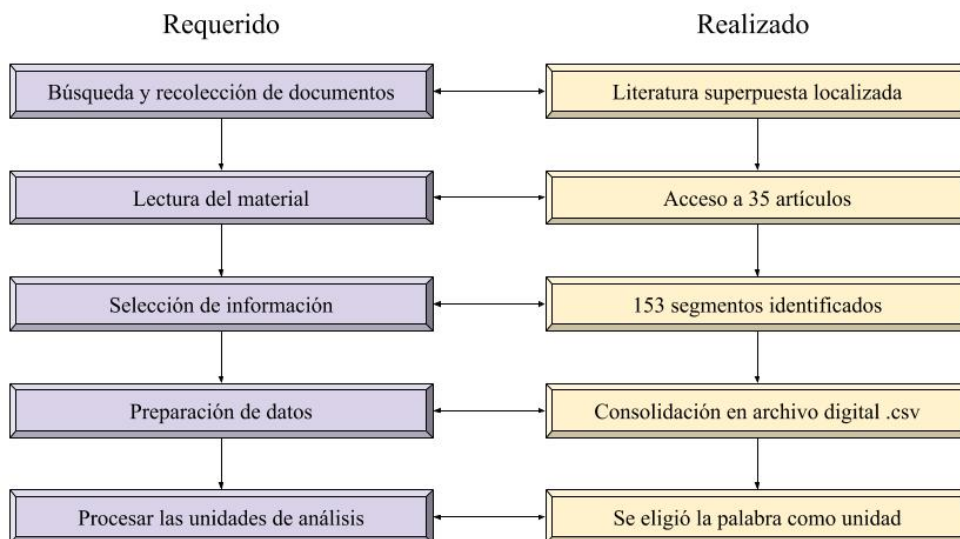 Requerido
Realizado
Búsqueda y recolección de documentos
Literatura superpuesta localizada
Lectura del material
Acceso a 35 artículos
Selección de información
153 segmentos identificados
Preparación de datos
Consolidación en archivo digital .csv
Procesar las unidades de análisis
Se eligió la palabra como unidad